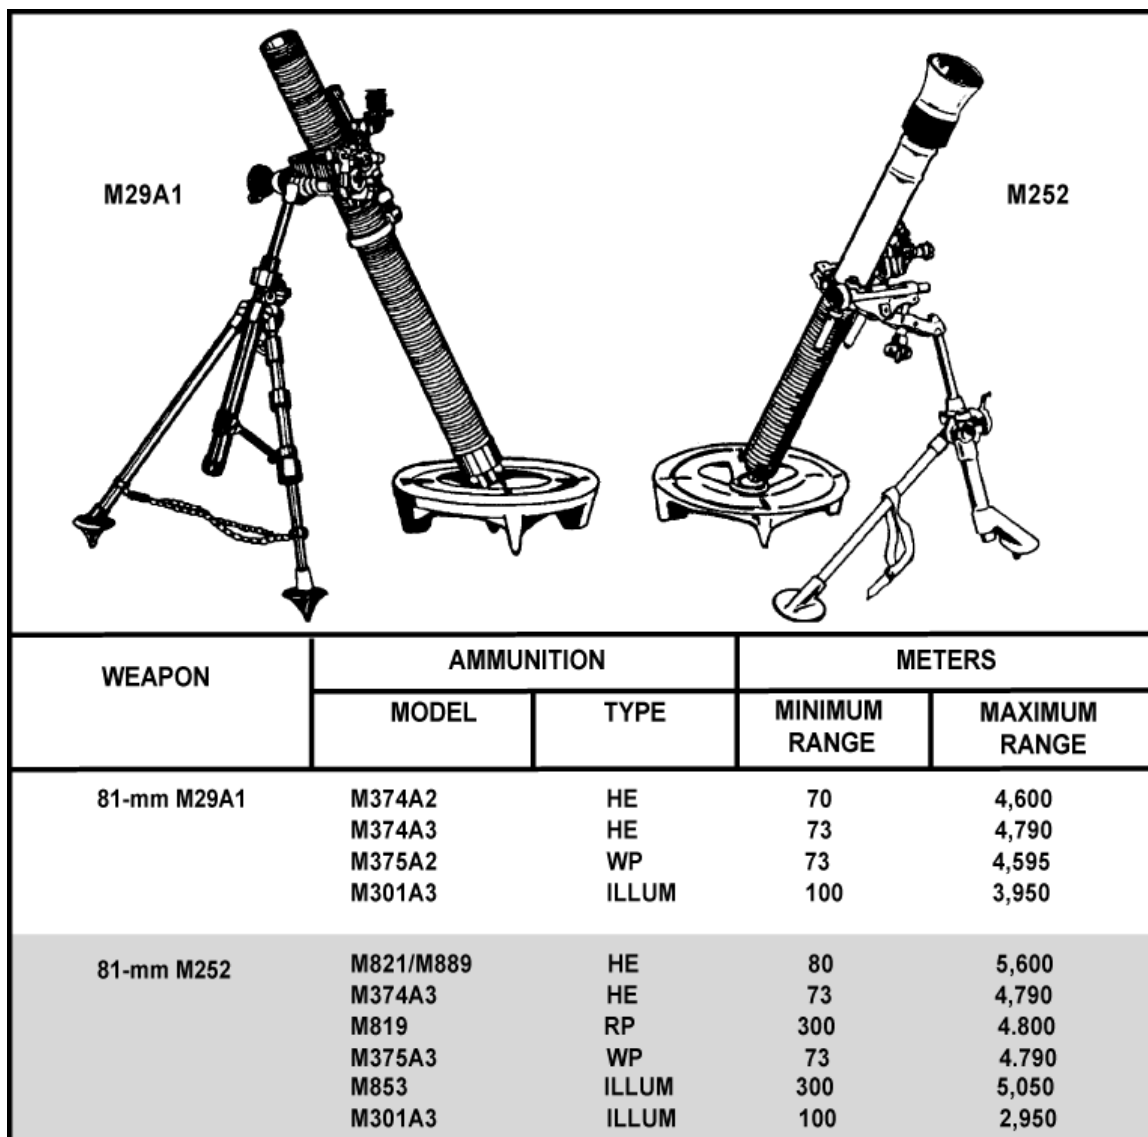 M29A1
M252
WEAPON AMMUNITION METERS
MODEL TYPE MINIMUM RANGE MAXIMUM RANGE
81-mm M29A1 M374A2 HE 70 4,600
M374A3 HE 73 4,790
M375A2 WP 73 4,595
M301A3 ILLUM 100 3,950
81-mm M252 M821/M889 HE 80 5,600
M374A3 HE 73 4,790
M819 RP 300 4.800
M375A3 WP 73 4.790
M853 ILLUM 300 5,050
M301A3 ILLUM 100 2,950